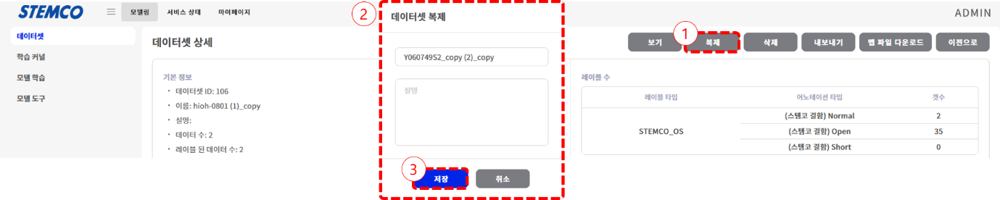 STEMCO
모델링
서비스 상태
마이페이지
ADMIN
데이터셋
학습 커널
모델 학습
모델 도구
데이터셋 상세
보기
1
복제
삭제
내보내기
맵 파일 다운로드
이전으로
기본 정보
· 데이터셋 ID: 106
· 이름: hioh-0801 (1)_copy
· 설명:
· 데이터 수: 2
· 레이블 된 데이터 수: 2
2
데이터셋 복제
Y060749S2_copy (2)_copy
설명
3
저장
취소
레이블 수
레이블 타입 어노테이션 타입 갯수
(스템코 결함) Normal 2
STEMCO_OS (스템코 결함) Open 35
(스템코 결함) Short 0